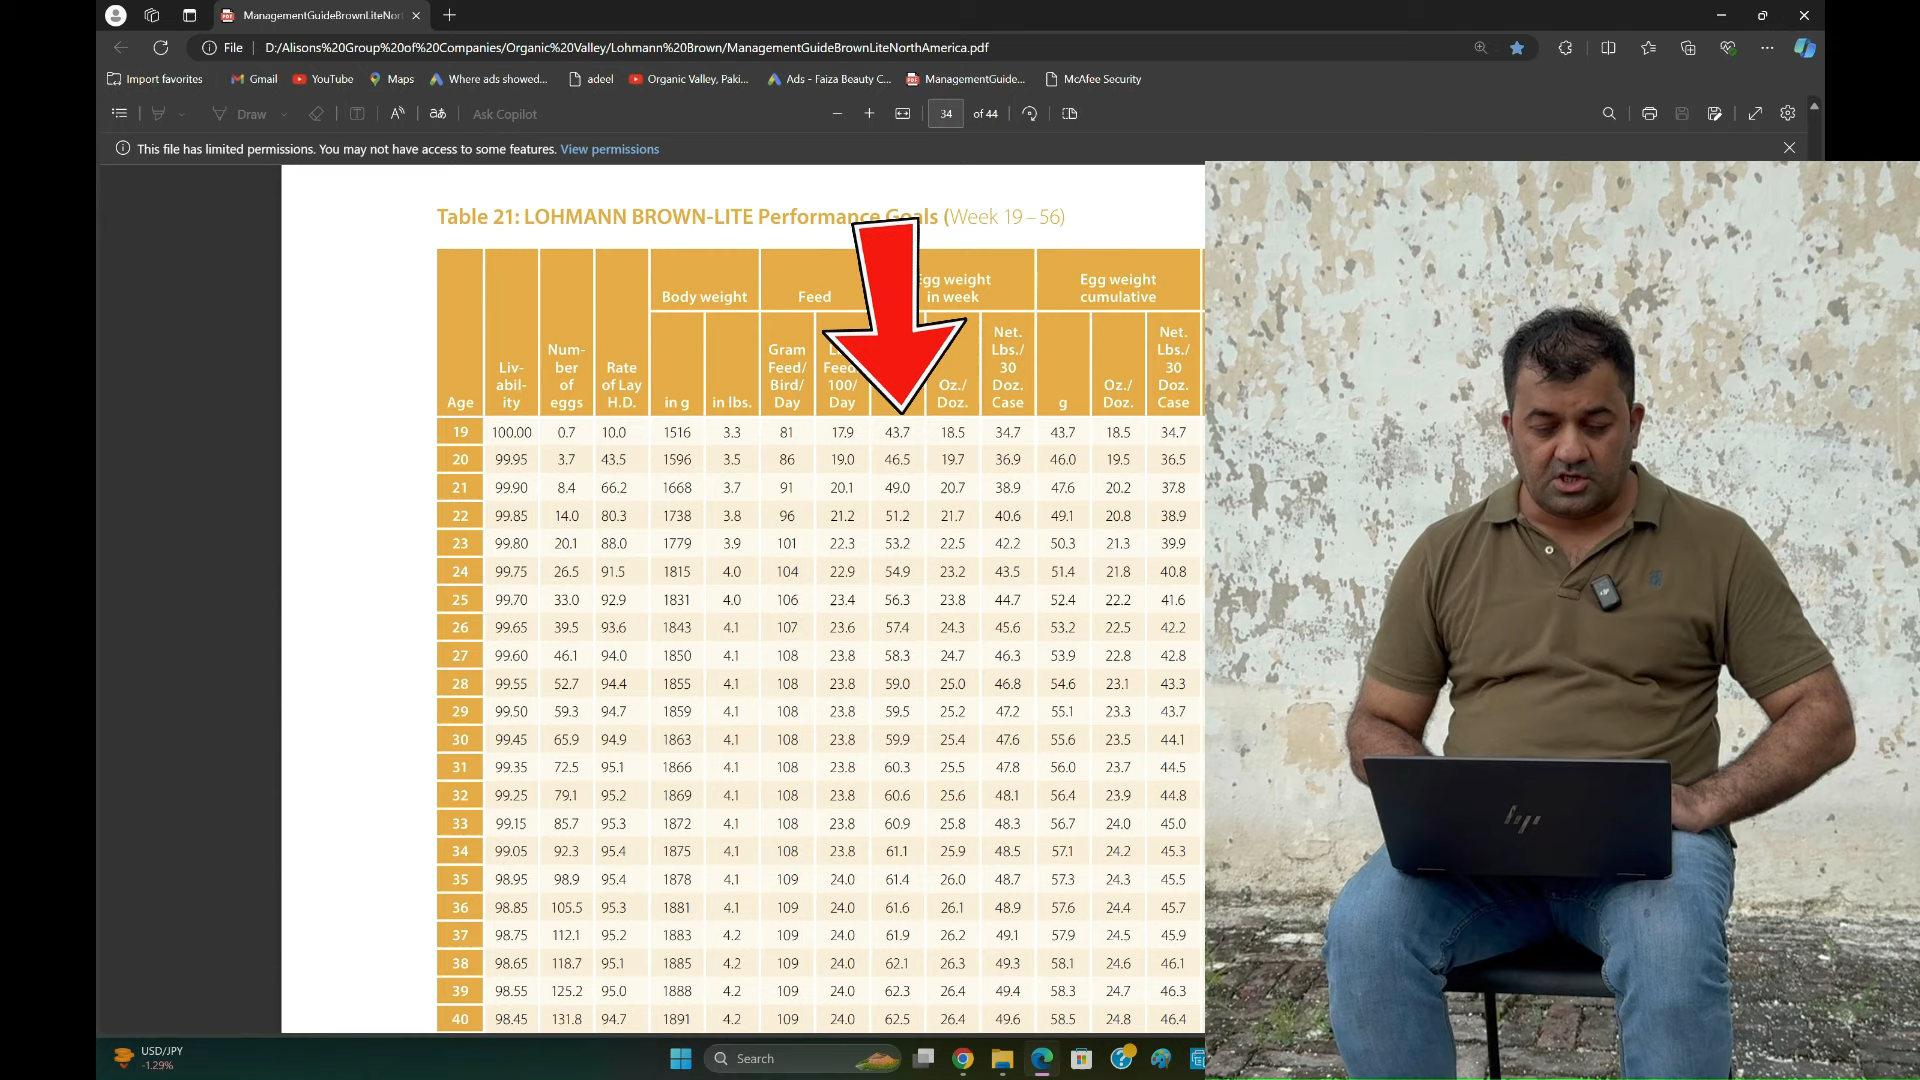 ManagementGuideBrownLiteNor
File D:/Alisons%20Group%20of%20Companies/Organic%20Valley/Lohmann%20Brown/ManagementGuideBrownLiteNorthAmerica.pdf
Import favorites Gmail YouTube Maps Where ads showed... adeel Organic Valley, Paki... Ads - Faiza Beauty C... ManagementGuide... McAfee Security
Draw Ask Copilot 34 of 44
This file has limited permissions. You may not have access to some features. View permissions
Table 21: LOHMANN BROWN-LITE Performance Goals (Week 19 – 56)
Age Liv-abil-ity Num-ber of eggs Rate of Lay H.D. Body weight Feed Egg weight in week Egg weight cumulative
in g in lbs. Gram Feed/ Bird/ Day Feed 100/ Day Oz./ Doz. Net. Lbs./ 30 Doz. Case g Oz./ Doz. Net. Lbs./ 30 Doz. Case
19 100.00 0.7 10.0 1516 3.3 81 17.9 43.7 18.5 34.7 43.7 18.5 34.7
20 99.95 3.7 43.5 1596 3.5 86 19.0 46.5 19.7 36.9 46.0 19.5 36.5
21 99.90 8.4 66.2 1668 3.7 91 20.1 49.0 20.7 38.9 47.6 20.2 37.8
22 99.85 14.0 80.3 1738 3.8 96 21.2 51.2 21.7 40.6 49.1 20.8 38.9
23 99.80 20.1 88.0 1779 3.9 101 22.3 53.2 22.5 42.2 50.3 21.3 39.9
24 99.75 26.5 91.5 1815 4.0 104 22.9 54.9 23.2 43.5 51.4 21.8 40.8
25 99.70 33.0 92.9 1831 4.0 106 23.4 56.3 23.8 44.7 52.4 22.2 41.6
26 99.65 39.5 93.6 1843 4.1 107 23.6 57.4 24.3 45.6 53.2 22.5 42.2
27 99.60 46.1 94.0 1850 4.1 108 23.8 58.3 24.7 46.3 53.9 22.8 42.8
28 99.55 52.7 94.4 1855 4.1 108 23.8 59.0 25.0 46.8 54.6 23.1 43.3
29 99.50 59.3 94.7 1859 4.1 108 23.8 59.5 25.2 47.2 55.1 23.3 43.7
30 99.45 65.9 94.9 1863 4.1 108 23.8 59.9 25.4 47.6 55.6 23.5 44.1
31 99.35 72.5 95.1 1866 4.1 108 23.8 60.3 25.5 47.8 56.0 23.7 44.5
32 99.25 79.1 95.2 1869 4.1 108 23.8 60.6 25.6 48.1 56.4 23.9 44.8
33 99.15 85.7 95.3 1872 4.1 108 23.8 60.9 25.8 48.3 56.7 24.0 45.0
34 99.05 92.3 95.4 1875 4.1 108 23.8 61.1 25.9 48.5 57.1 24.2 45.3
35 98.95 98.9 95.4 1878 4.1 109 24.0 61.4 26.0 48.7 57.3 24.3 45.5
36 98.85 105.5 95.3 1881 4.1 109 24.0 61.6 26.1 48.9 57.6 24.4 45.7
37 98.75 112.1 95.2 1883 4.2 109 24.0 61.9 26.2 49.1 57.9 24.5 45.9
38 98.65 118.7 95.1 1885 4.2 109 24.0 62.1 26.3 49.3 58.1 24.6 46.1
39 98.55 125.2 95.0 1888 4.2 109 24.0 62.3 26.4 49.4 58.3 24.7 46.3
40 98.45 131.8 94.7 1891 4.2 109 24.0 62.5 26.4 49.6 58.5 24.8 46.4
hp
USD/JPY
-1.29%
Search